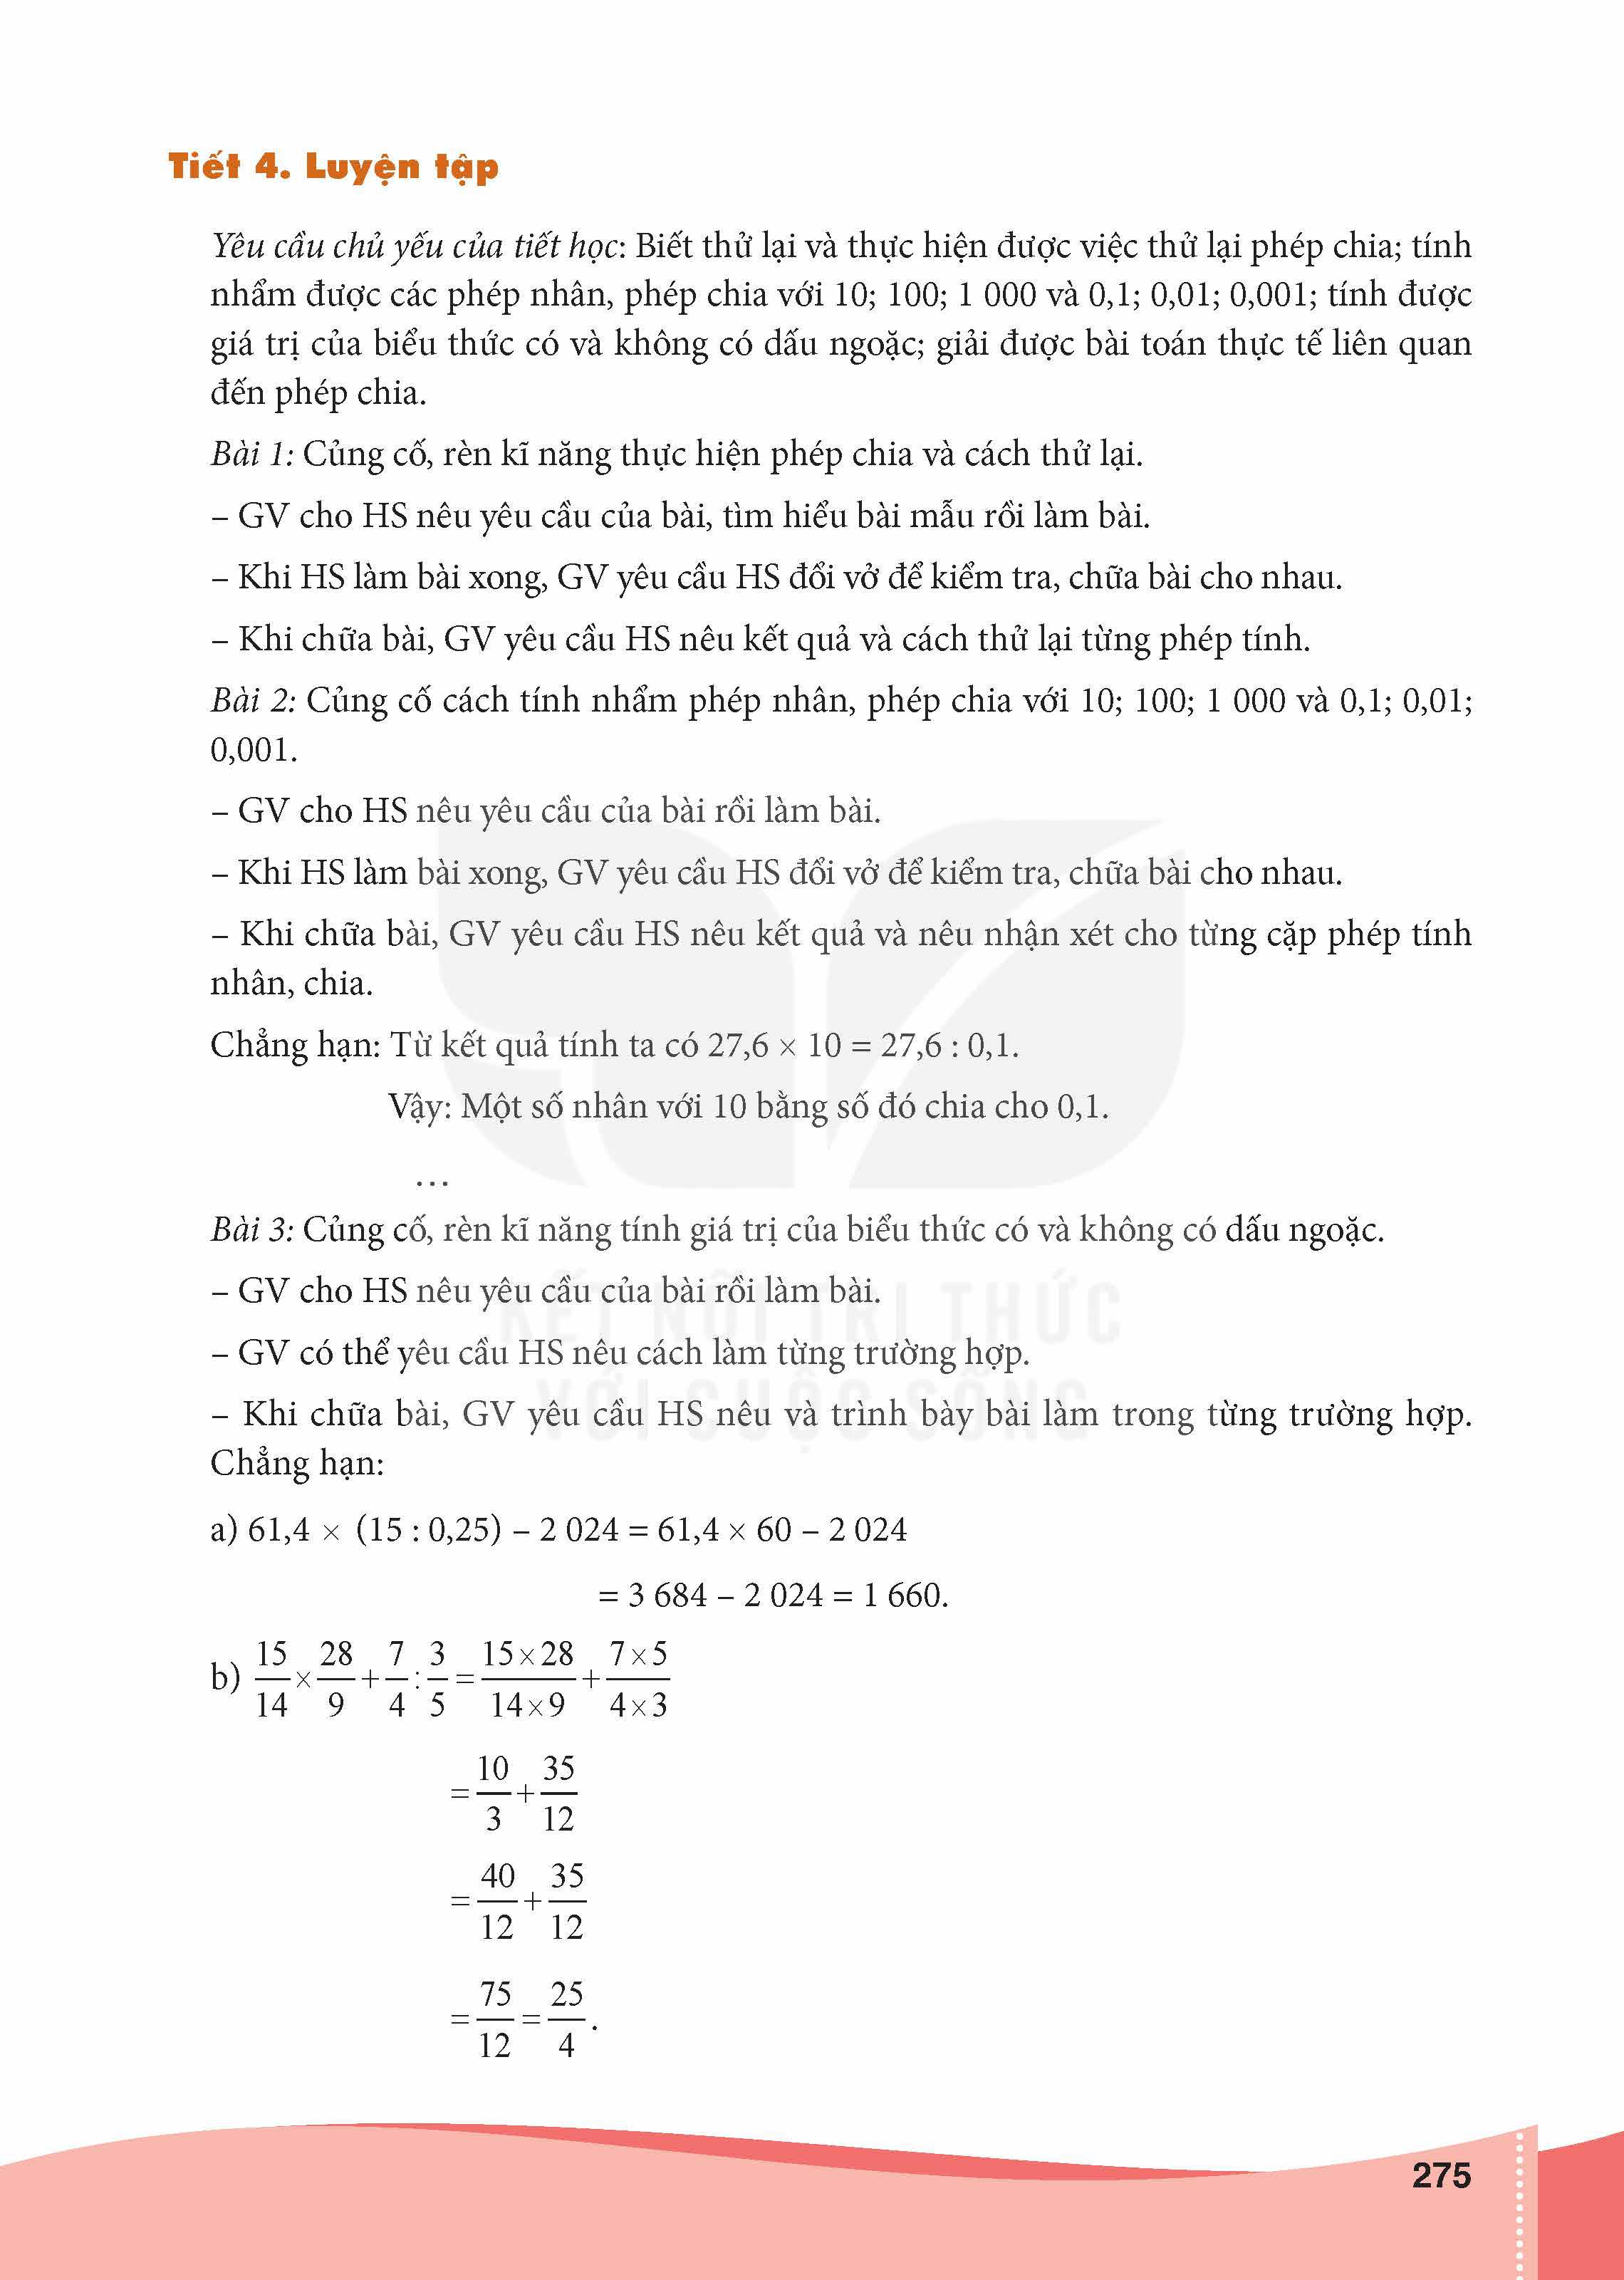 Tiết 4. Luyện tập
Yêu cầu chủ yếu của tiết học: Biết thử lại và thực hiện được việc thử lại phép chia; tính
nhẩm được các phép nhân, phép chia với 10; 100; 1 000 và 0,1; 0,01; 0,001; tính được
giá trị của biểu thức có và không có dấu ngoặc; giải được bài toán thực tế liên quan
đến phép chia.
Bài 1: Củng cố, rèn kĩ năng thực hiện phép chia và cách thử lại.
– GV cho HS nêu yêu cầu của bài, tìm hiểu bài mẫu rồi làm bài.
– Khi HS làm bài xong, GV yêu cầu HS đổi vở để kiểm tra, chữa bài cho nhau.
– Khi chữa bài, GV yêu cầu HS nêu kết quả và cách thử lại từng phép tính.
Bài 2: Củng cố cách tính nhẩm phép nhân, phép chia với 10; 100; 1 000 và 0,1; 0,01;
0,001.
– GV cho HS nêu yêu cầu của bài rồi làm bài.
– Khi HS làm bài xong, GV yêu cầu HS đổi vở để kiểm tra, chữa bài cho nhau.
– Khi chữa bài, GV yêu cầu HS nêu kết quả và nêu nhận xét cho từng cặp phép tính
nhân, chia.
Chẳng hạn: Từ kết quả tính ta có 27,6 × 10 = 27,6 : 0,1.
Vậy: Một số nhân với 10 bằng số đó chia cho 0,1.
…
Bài 3: Củng cố, rèn kĩ năng tính giá trị của biểu thức có và không có dấu ngoặc.
– GV cho HS nêu yêu cầu của bài rồi làm bài.
KẾT NỐI TRI THỨC
– GV có thể yêu cầu HS nêu cách làm từng trường hợp.
VỚI CUỘC SỐNG
– Khi chữa bài, GV yêu cầu HS nêu và trình bày bài làm trong từng trường hợp.
Chẳng hạn:
a) 61,4 × (15 : 0,25) – 2 024 = 61,4 × 60 – 2 024
= 3 684 – 2 024 = 1 660.
b) 15/14 × 28/9 + 7/4 : 3/5 = 15×28/14×9 + 7×5/4×3
= 10/3 + 35/12
= 40/12 + 35/12
= 75/12 = 25/4.
275